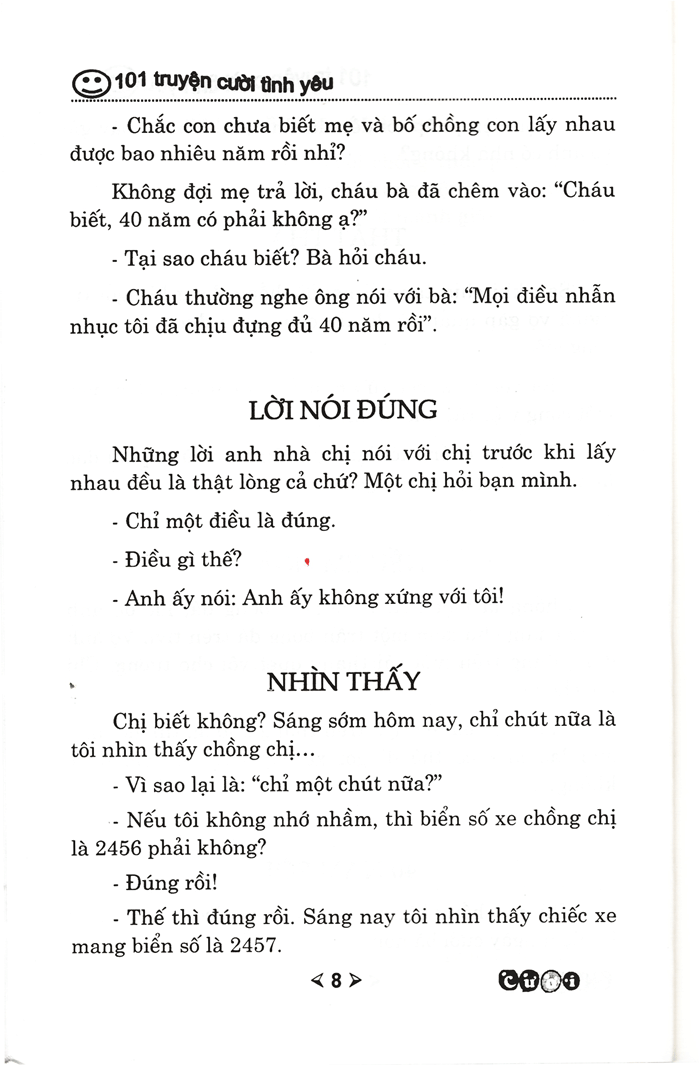 101 truyện cười tình yêu
- Chắc con chưa biết mẹ và bố chồng con lấy nhau
được bao nhiêu năm rồi nhỉ?
Không đợi mẹ trả lời, cháu bà đã chêm vào: “Cháu
biết, 40 năm có phải không ạ?”
- Tại sao cháu biết? Bà hỏi cháu.
- Cháu thường nghe ông nói với bà: “Mọi điều nhẫn
nhục tôi đã chịu đựng đủ 40 năm rồi”.
LỜI NÓI ĐÚNG
Những lời anh nhà chị nói với chị trước khi lấy
nhau đều là thật lòng cả chứ? Một chị hỏi bạn mình.
- Chỉ một điều là đúng.
- Điều gì thế?
- Anh ấy nói: Anh ấy không xứng với tôi!
NHÌN THẤY
Chị biết không? Sáng sớm hôm nay, chỉ chút nữa là
tôi nhìn thấy chồng chị...
- Vì sao lại là: “chỉ một chút nữa?”
- Nếu tôi không nhớ nhầm, thì biển số xe chồng chị
là 2456 phải không?
- Đúng rồi!
- Thế thì đúng rồi. Sáng nay tôi nhìn thấy chiếc xe
mang biển số là 2457.
8 Cười